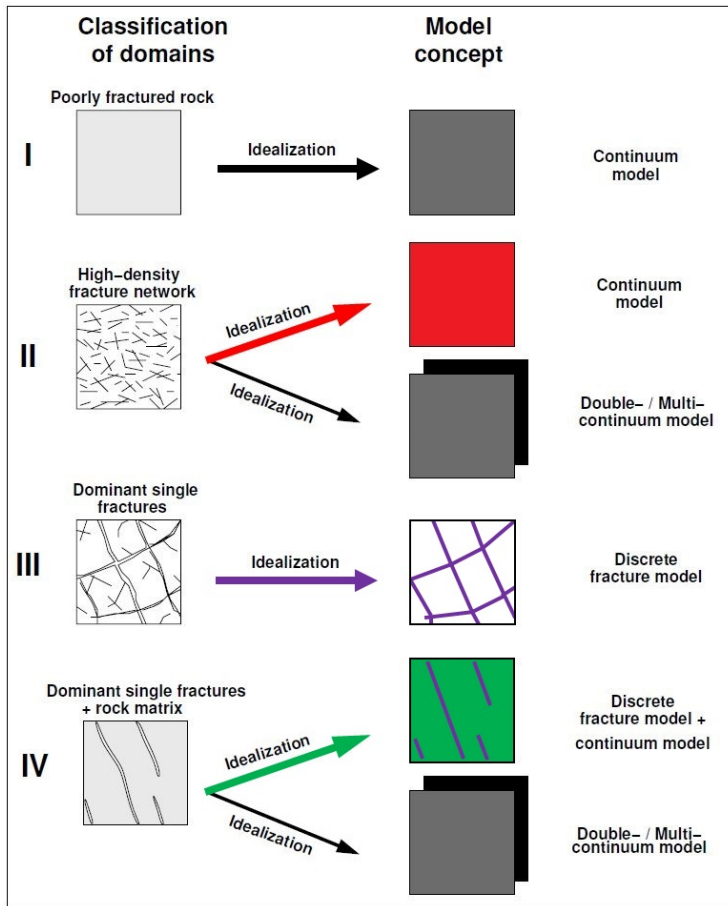 Classification
of domains
Model
concept
Poorly fractured rock
I
Idealization
Continuum
model
High–density
fracture network
II
Idealization
Idealization
Continuum
model
Double– / Multi–
continuum model
Dominant single
fractures
III
Idealization
Discrete
fracture model
Dominant single fractures
+ rock matrix
IV
Idealization
Idealization
Discrete
fracture model +
continuum model
Double– / Multi–
continuum model